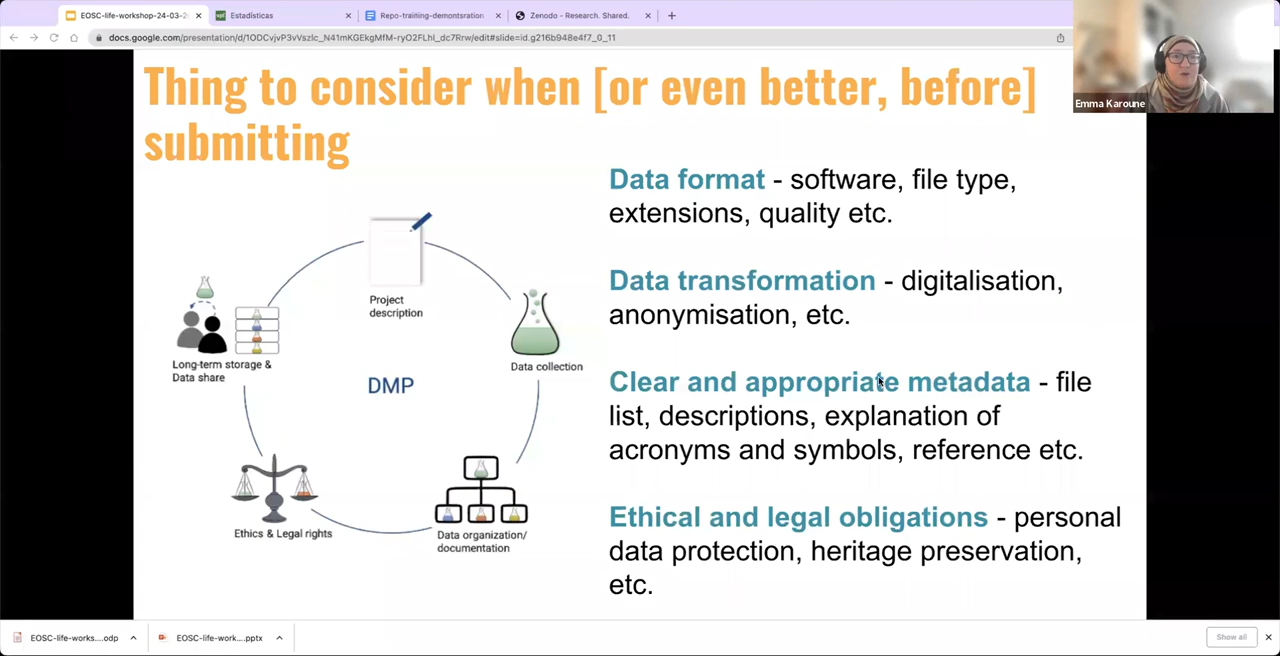 EOSC-life-workshop-24-03-2
Estadísticas
Repo-traiing-demontsration
Zenodo - Research. Shared.
docs.google.com/presentation/d/1ODCvjvP3vVszlc_N41mKGEkgMfM-ryO2FLhI_dc7Rrw/edit#slide=id.g216b948e4f7_0_11
Emma Karoune
Thing to consider when [or even better, before]
submitting
Project
description
Data collection
Data organization/
documentation
Ethics & Legal rights
Long-term storage &
Data share
DMP
Data format - software, file type,
extensions, quality etc.
Data transformation - digitalisation,
anonymisation, etc.
Clear and appropriate metadata - file
list, descriptions, explanation of
acronyms and symbols, reference etc.
Ethical and legal obligations - personal
data protection, heritage preservation,
etc.
EOSC-life-works....odp
EOSC-life-work....pptx
Show all